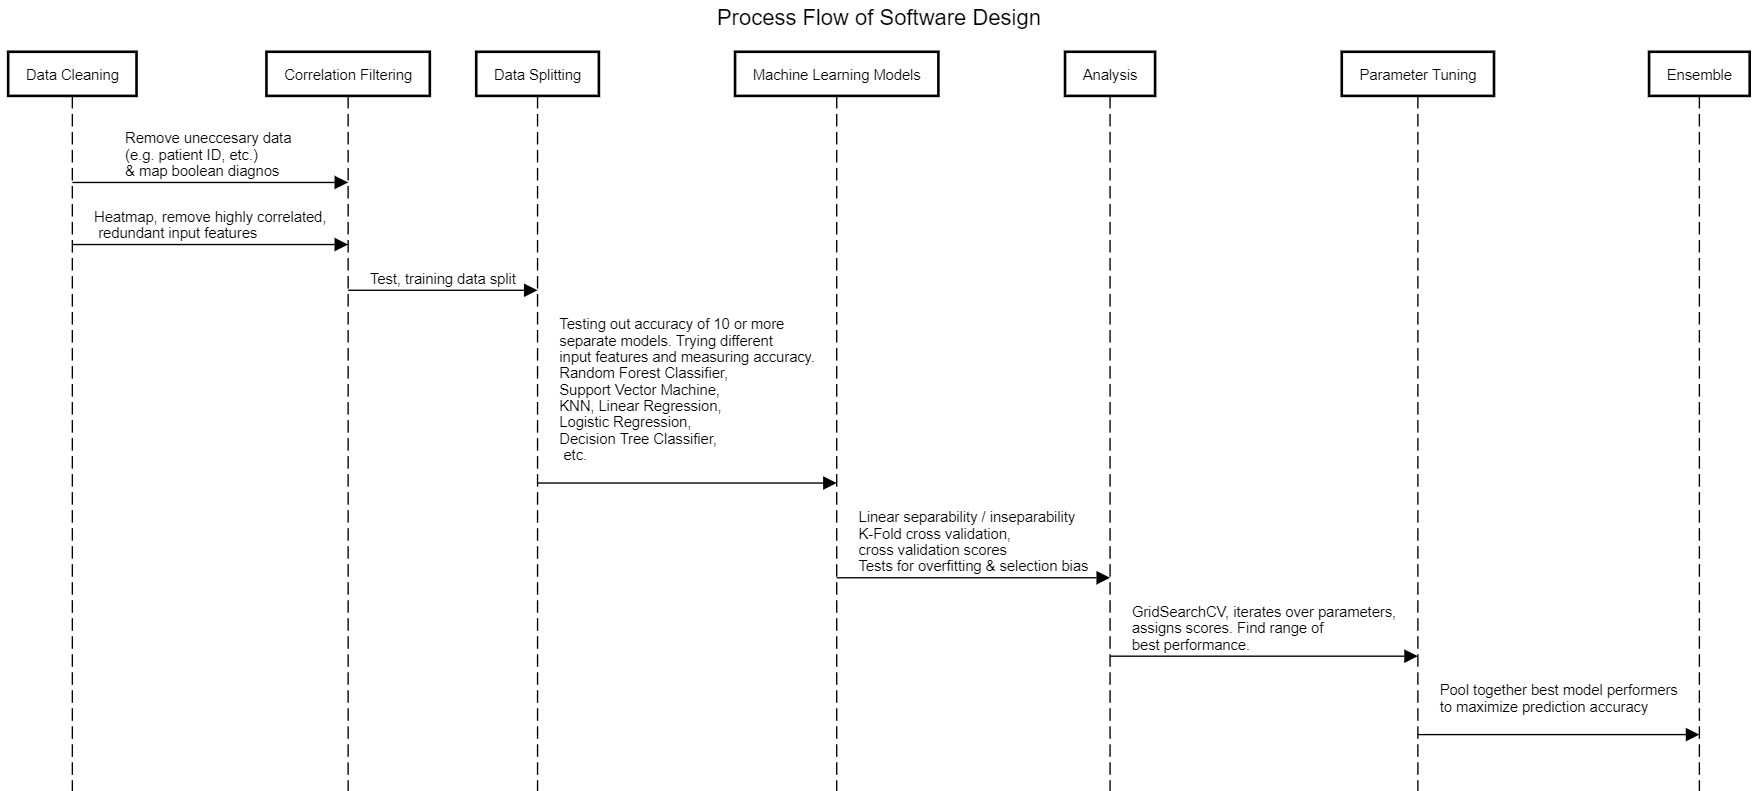 Process Flow of Software Design
Data Cleaning
Correlation Filtering
Data Splitting
Machine Learning Models
Analysis
Parameter Tuning
Ensemble
Remove uneccesary data
(e.g. patient ID, etc.)
& map boolean diagnos
Heatmap, remove highly correlated,
redundant input features
Test, training data split
Testing out accuracy of 10 or more
separate models. Trying different
input features and measuring accuracy.
Random Forest Classifier,
Support Vector Machine,
KNN, Linear Regression,
Logistic Regression,
Decision Tree Classifier,
etc.
Linear separability / inseparability
K-Fold cross validation,
cross validation scores
Tests for overfitting & selection bias
GridSearchCV, iterates over parameters,
assigns scores. Find range of
best performance.
Pool together best model performers
to maximize prediction accuracy